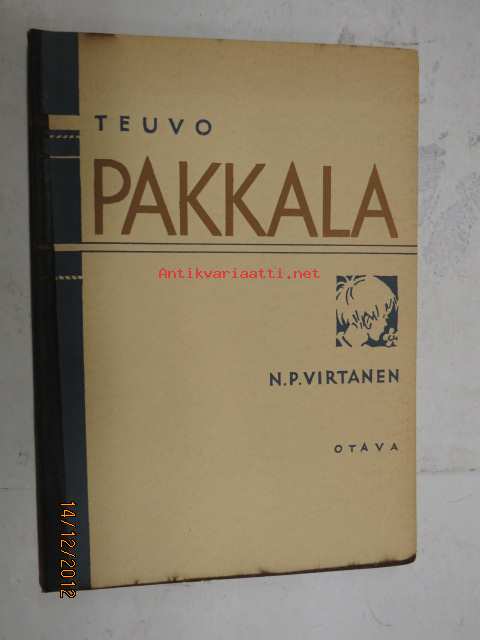 TEUVO
PAKKALA
Antikvariaatti.net
N.P.VIRTANEN
OTAVA
14/12/2012